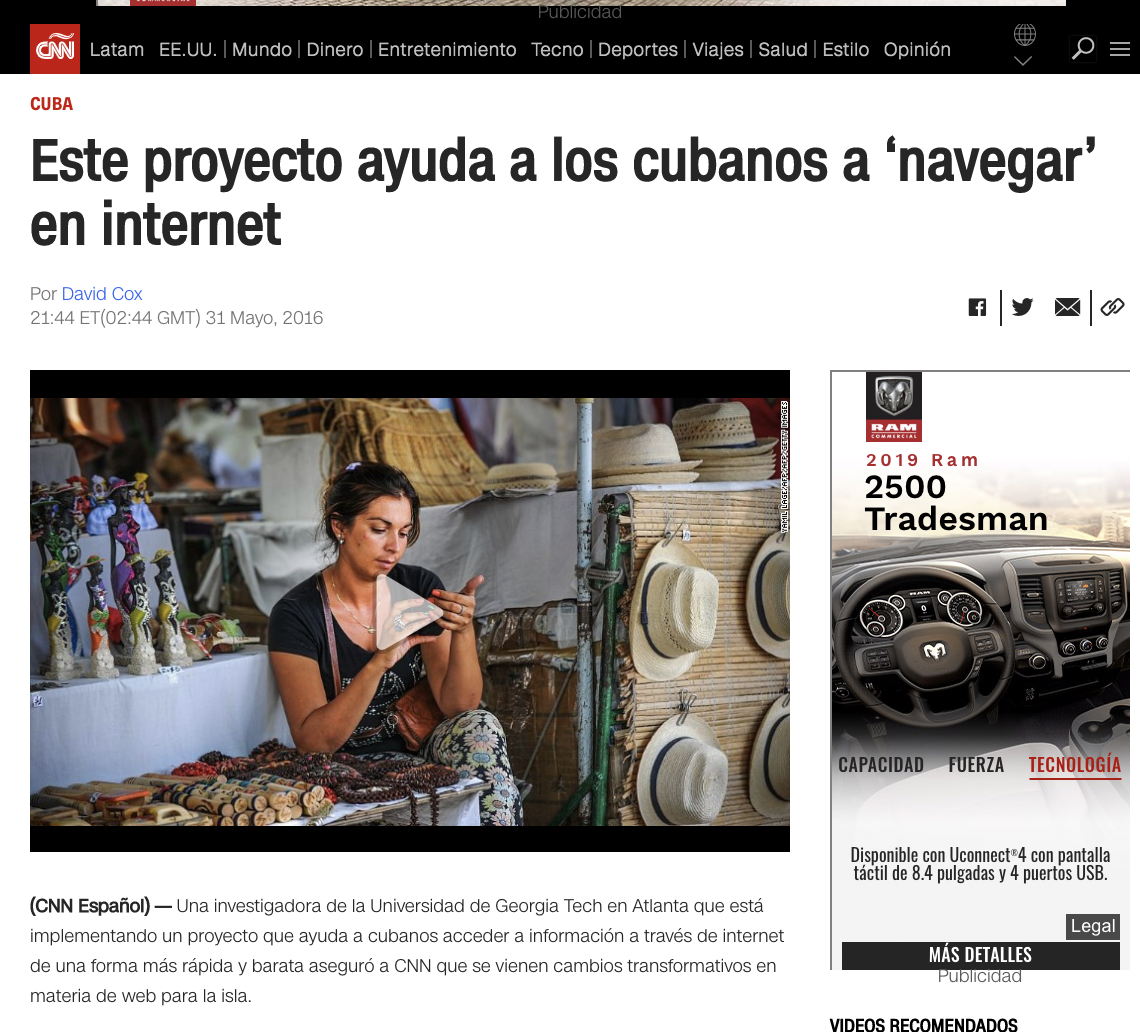 Publicidad
CNN
Latam EE.UU. Mundo Dinero Entretenimiento Tecno Deportes Viajes Salud Estilo Opinión
CUBA
Este proyecto ayuda a los cubanos a ‘navegar’
en internet
Por David Cox
21:44 ET(02:44 GMT) 31 Mayo, 2016
YAMIL LAGE/AFP/AFP/GETTY IMAGES
(CNN Español) — Una investigadora de la Universidad de Georgia Tech en Atlanta que está
implementando un proyecto que ayuda a cubanos acceder a información a través de internet
de una forma más rápida y barata aseguró a CNN que se vienen cambios transformativos en
materia de web para la isla.
RAM
COMMERCIAL
2019 Ram
2500
Tradesman
RAM
CAPACIDAD FUERZA TECNOLOGÍA
Disponible con Uconnect®4 con pantalla
táctil de 8.4 pulgadas y 4 puertos USB.
Legal
MÁS DETALLES
Publicidad
VIDEOS RECOMENDADOS